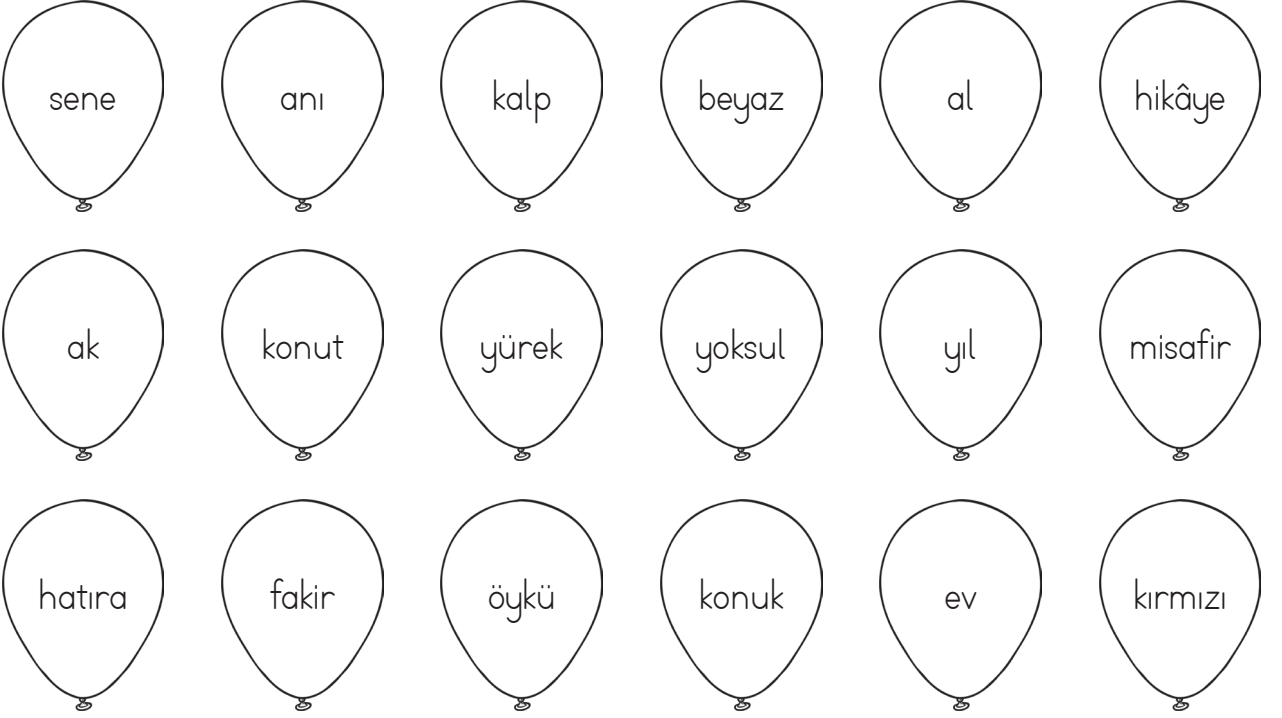 sene anı kalp beyaz al hikâye
ak konut yürek yoksul yıl misafir
hatıra fakir öykü konuk ev kırmızı